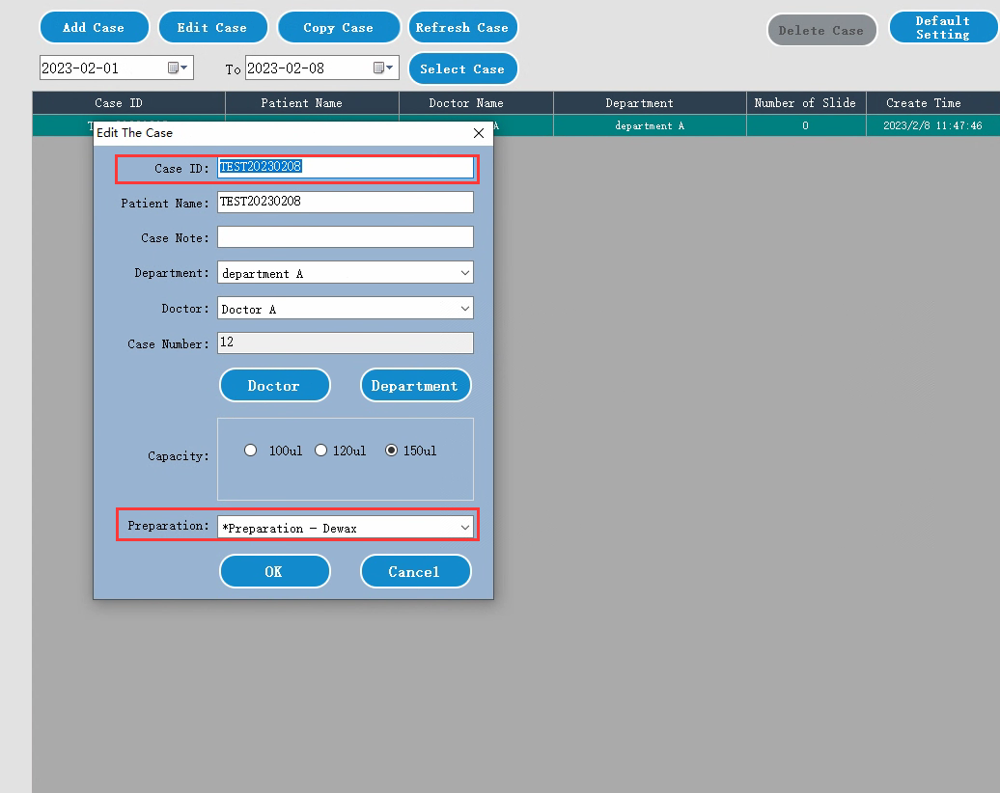 Add Case Edit Case Copy Case Refresh Case Delete Case Default Setting
2023-02-01 To 2023-02-08 Select Case
Case ID Patient Name Doctor Name Department Number of Slide Create Time
T A department A 0 2023/2/8 11:47:46
Edit The Case
Case ID: TEST20230208
Patient Name: TEST20230208
Case Note:
Department: department A
Doctor: Doctor A
Case Number: 12
Doctor Department
Capacity: 100ul 120ul 150ul
Preparation: *Preparation - Dewax
OK Cancel